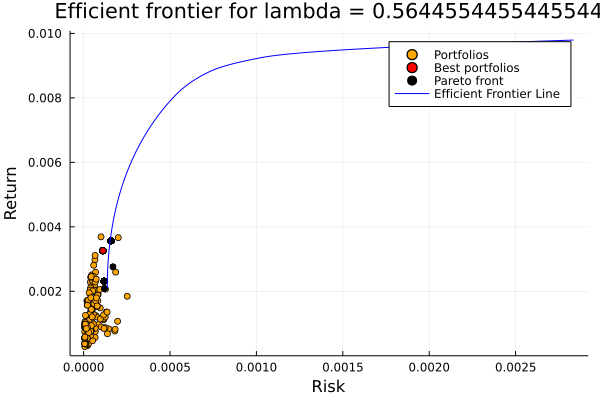 Efficient frontier for lambda = 0.5644554455445544
0.010
0.008
0.006
0.004
0.002
Return
Portfolios
Best portfolios
Pareto front
Efficient Frontier Line
0.0000 0.0005 0.0010 0.0015 0.0020 0.0025
Risk